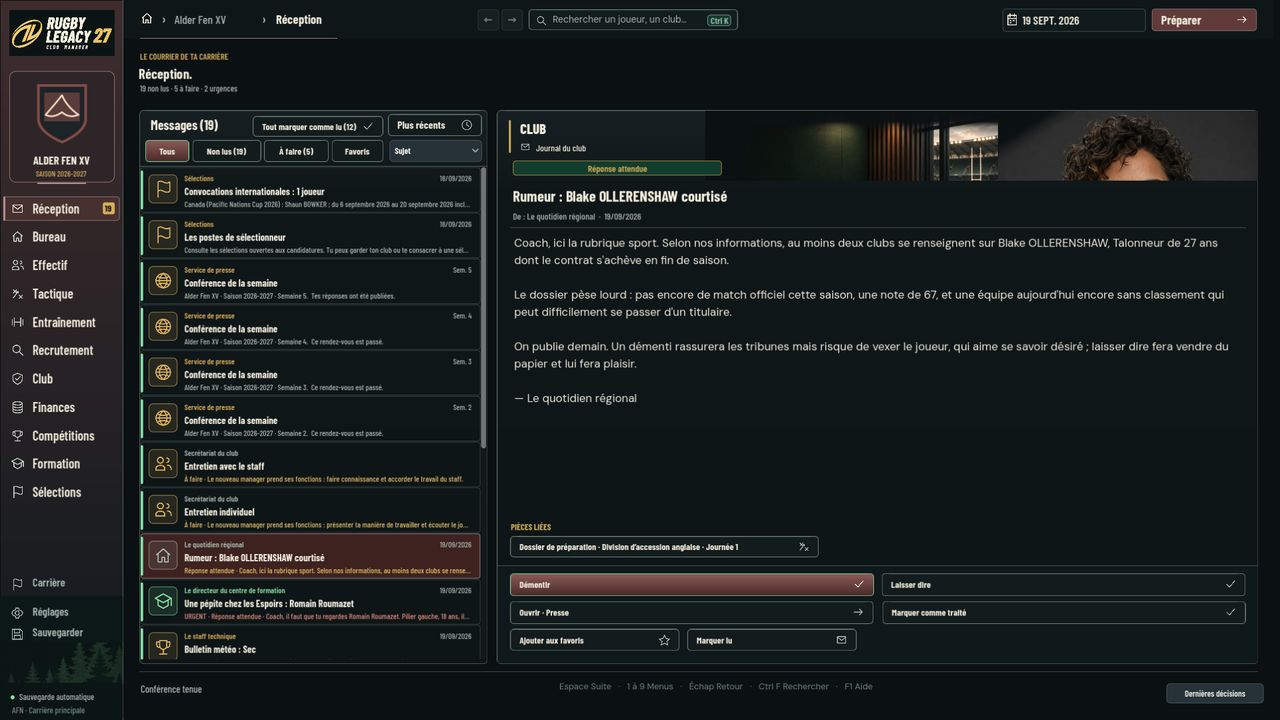 RUGBY
LEGACY 27
CLUB MANAGER
Alder Fen XV
Réception
Rechercher un joueur, un club...
Ctrl K
19 SEPT. 2026
Préparer
LE COURRIER DE TA CARRIÈRE
Réception.
19 non lus · 5 à faire · 2 urgences
ALDER FEN XV
SAISON 2026-2027
Réception
19
Bureau
Effectif
Tactique
Entraînement
Recrutement
Club
Finances
Compétitions
Formation
Sélections
Carrière
Réglages
Sauvegarder
Sauvegarde automatique
AFN · Carrière principale
Messages (19)
Tout marquer comme lu (12)
Plus récents
Tous
Non lus (19)
À faire (5)
Favoris
Sujet
Sélections
18/09/2026
Convocations internationales : 1 joueur
Canada (Pacific Nations Cup 2026) : Shaun BOWKER ; du 6 septembre 2026 au 20 septembre 2026 incl...
Sélections
18/09/2026
Les postes de sélectionneur
Consulte les sélections ouvertes aux candidatures. Tu peux garder ton club ou te consacrer à une sél...
Service de presse
Sem. 5
Conférence de la semaine
Alder Fen XV · Saison 2026-2027 · Semaine 5. Tes réponses ont été publiées.
Service de presse
Sem. 4
Conférence de la semaine
Alder Fen XV · Saison 2026-2027 · Semaine 4. Ce rendez-vous est passé.
Service de presse
Sem. 3
Conférence de la semaine
Alder Fen XV · Saison 2026-2027 · Semaine 3. Ce rendez-vous est passé.
Service de presse
Sem. 2
Conférence de la semaine
Alder Fen XV · Saison 2026-2027 · Semaine 2. Ce rendez-vous est passé.
Secrétariat du club
Entretien avec le staff
À faire · Le nouveau manager prend ses fonctions : faire connaissance et accorder le travail du staff.
Secrétariat du club
Entretien individuel
À faire · Le nouveau manager prend ses fonctions : présenter ta manière de travailler et écouter le jo...
Le quotidien régional
19/09/2026
Rumeur : Blake OLLERENSHAW courtisé
Réponse attendue · Coach, ici la rubrique sport. Selon nos informations, au moins deux clubs se rense...
Le directeur du centre de formation
19/09/2026
Une pépite chez les Espoirs : Romain Roumazet
URGENT · Réponse attendue · Coach, il faut que tu regardes Romain Roumazet. Pilier gauche, 18 ans, il...
Le staff technique
19/09/2026
Bulletin météo : Sec
CLUB
Journal du club
Réponse attendue
Rumeur : Blake OLLERENSHAW courtisé
De : Le quotidien régional · 19/09/2026
Coach, ici la rubrique sport. Selon nos informations, au moins deux clubs se renseignent sur Blake OLLERENSHAW, Talonneur de 27 ans
dont le contrat s'achève en fin de saison.
Le dossier pèse lourd : pas encore de match officiel cette saison, une note de 67, et une équipe aujourd'hui encore sans classement qui
peut difficilement se passer d'un titulaire.
On publie demain. Un démenti rassurera les tribunes mais risque de vexer le joueur, qui aime se savoir désiré ; laisser dire fera vendre du
papier et lui fera plaisir.
— Le quotidien régional
PIÈCES LIÉES
Dossier de préparation · Division d'accession anglaise · Journée 1
Démentir
Laisser dire
Ouvrir · Presse
Marquer comme traité
Ajouter aux favoris
Marquer lu
Conférence tenue
Espace Suite · 1 à 9 Menus · Échap Retour · Ctrl F Rechercher · F1 Aide
Dernières décisions